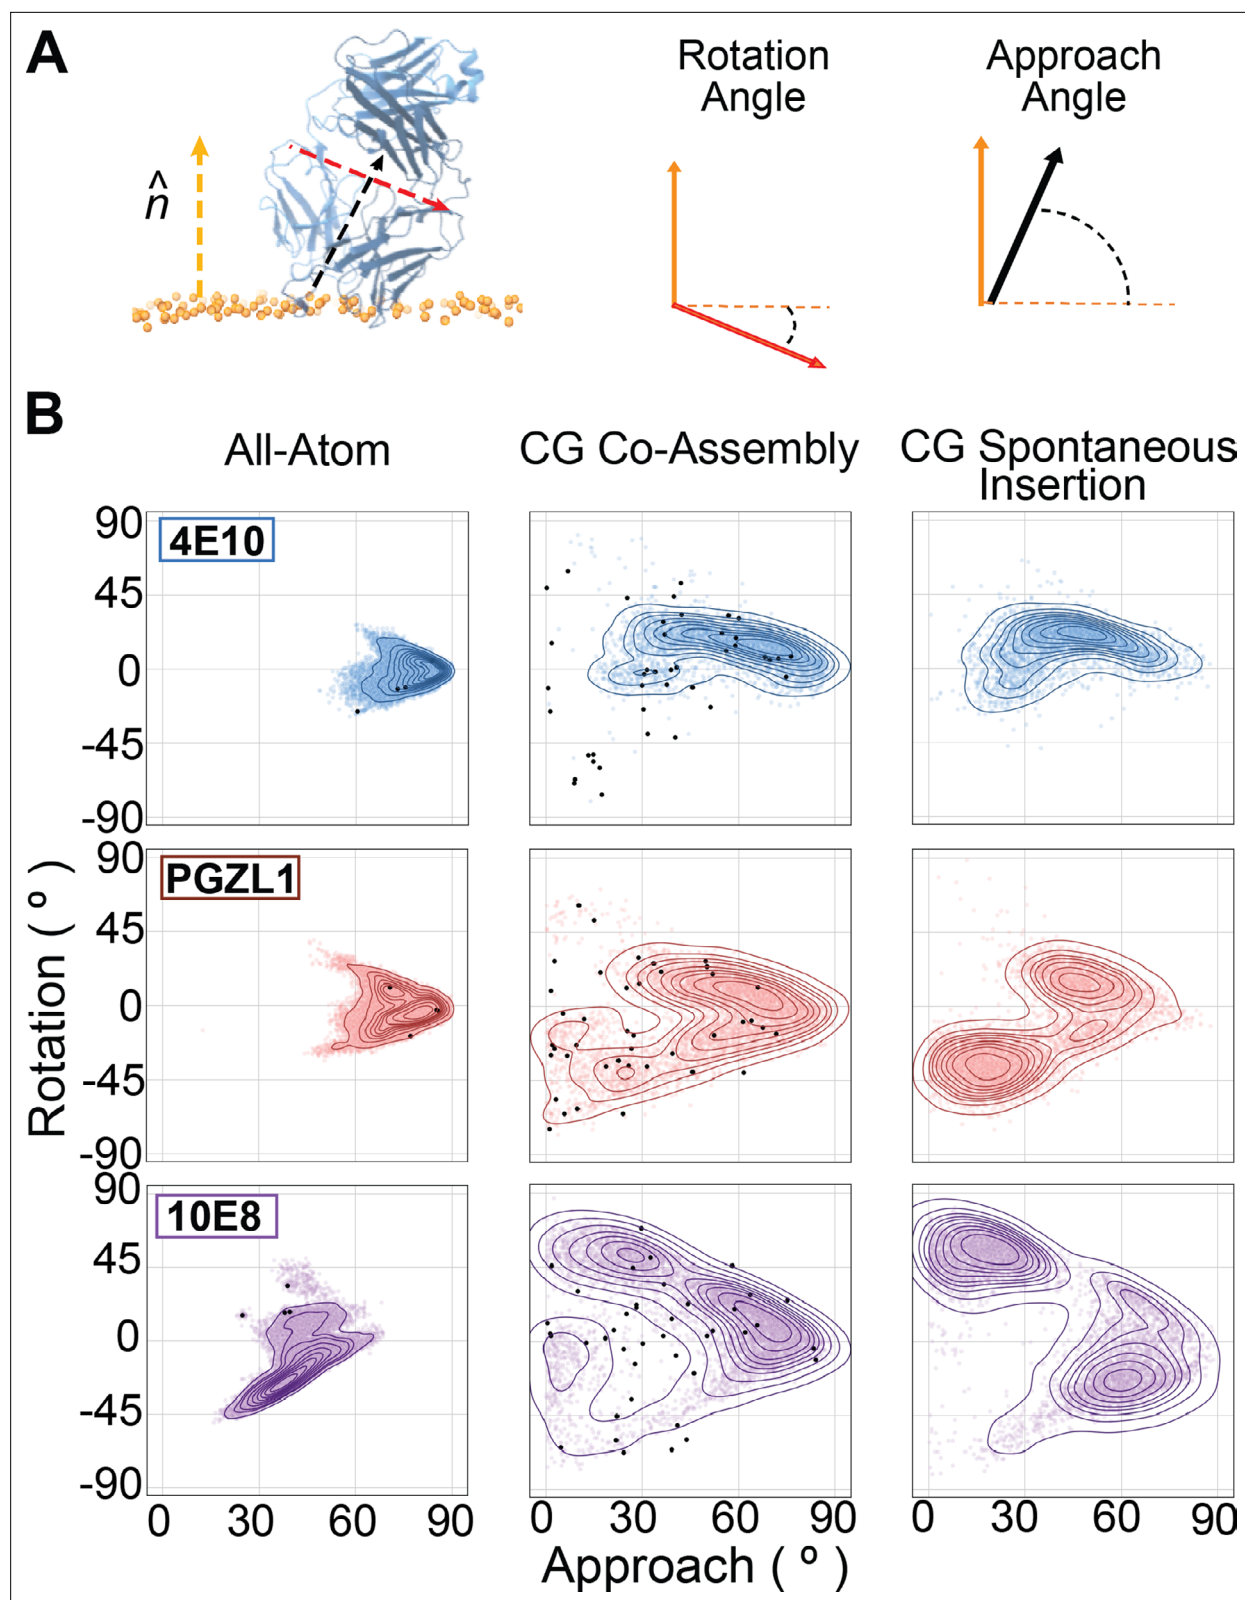 A
Rotation
Angle
Approach
Angle
n̂
B
All-Atom
CG Co-Assembly
CG Spontaneous
Insertion
90
45
0
-45
-90
4E10
90
45
0
-45
-90
PGZL1
90
45
0
-45
-90
10E8
Rotation ( º )
0 30 60 90
0 30 60 90
0 30 60 90
Approach ( º )